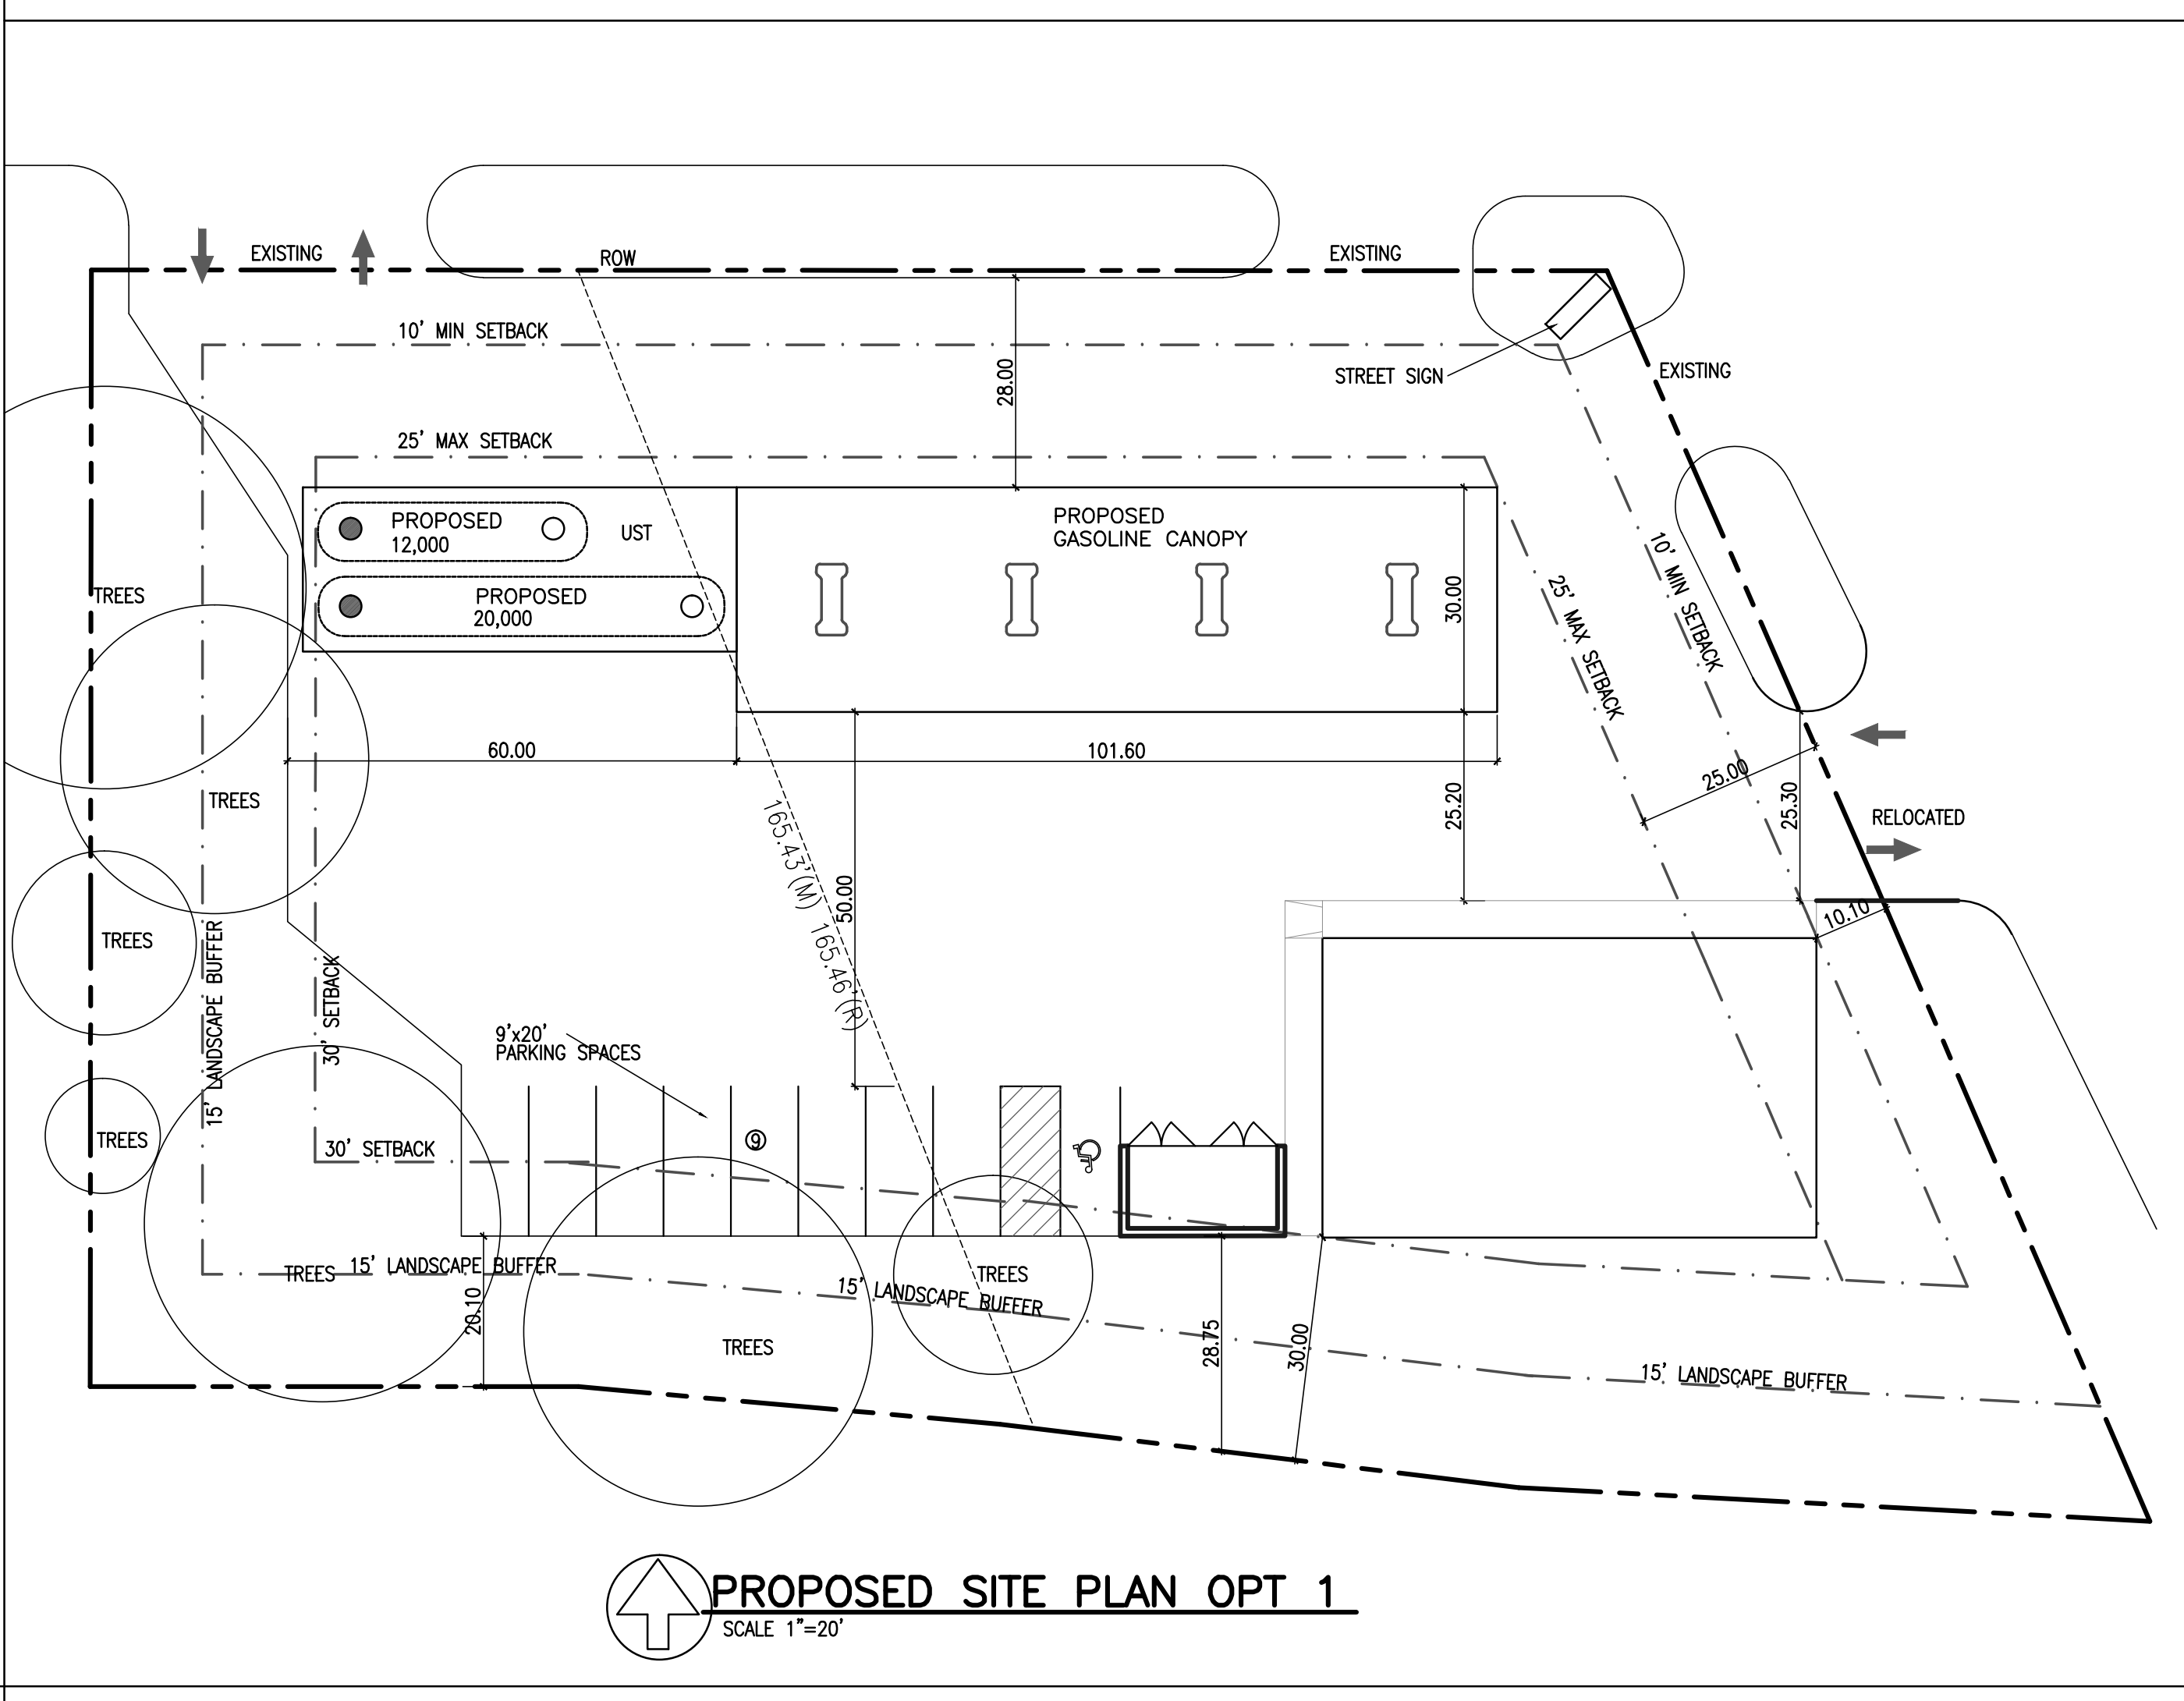 EXISTING
ROW
EXISTING
10' MIN SETBACK
STREET SIGN
EXISTING
28.00
25' MAX SETBACK
PROPOSED
12,000
UST
PROPOSED
GASOLINE CANOPY
PROPOSED
20,000
30.00
10' MIN SETBACK
25' MAX SETBACK
TREES
60.00
101.60
25.00
TREES
25.20
25.30
RELOCATED
165.43'(M) 165.46'(R)
50.00
10.10
TREES
15' LANDSCAPE BUFFER
30' SETBACK
9'x20'
PARKING SPACES
TREES
30' SETBACK
9
TREES
15' LANDSCAPE BUFFER
TREES
15' LANDSCAPE BUFFER
20.10
TREES
28.75
30.00
15' LANDSCAPE BUFFER
PROPOSED SITE PLAN OPT 1
SCALE 1"=20'